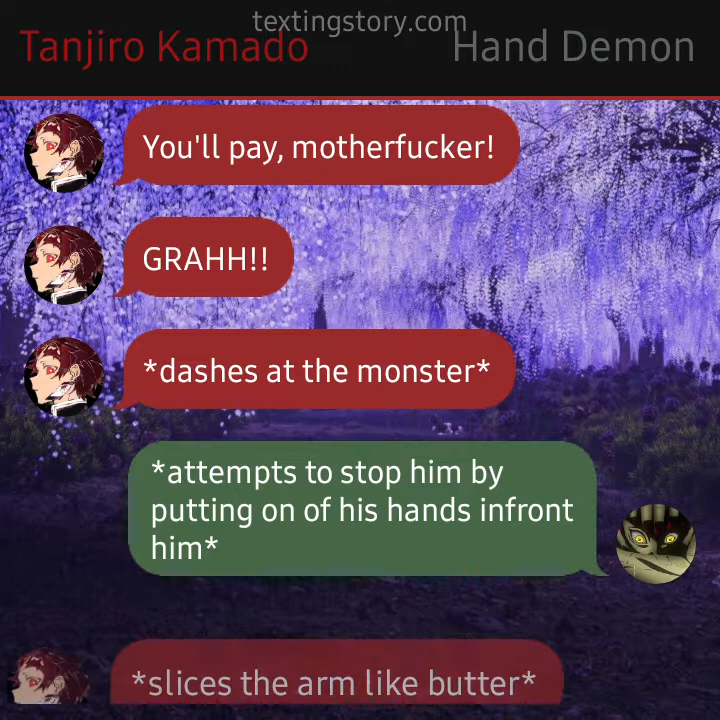 textingstory.com
Tanjiro Kamado
Hand Demon
You'll pay, motherfucker!
GRAHH!!
*dashes at the monster*
*attempts to stop him by
putting on of his hands infront
him*
*slices the arm like butter*